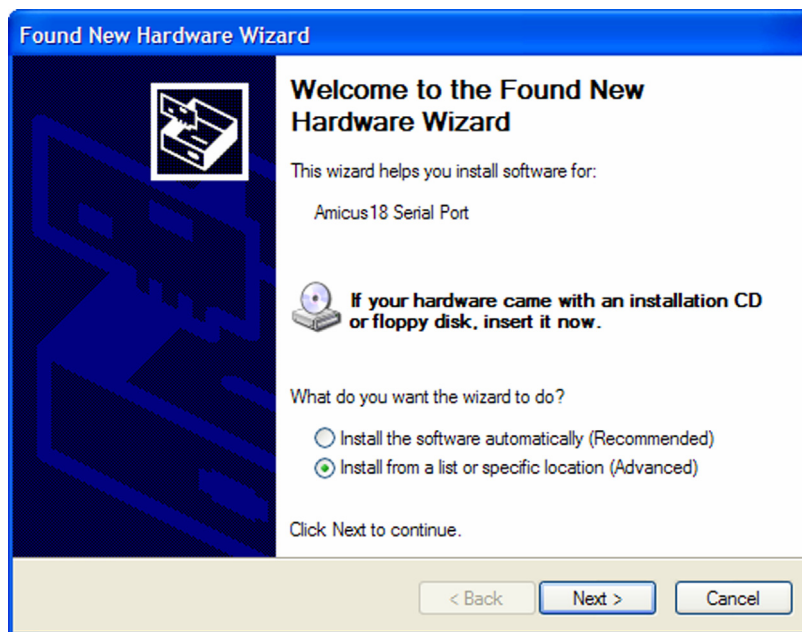 Found New Hardware Wizard
Welcome to the Found New
Hardware Wizard
This wizard helps you install software for:
Amicus18 Serial Port
If your hardware came with an installation CD
or floppy disk, insert it now.
What do you want the wizard to do?
Install the software automatically (Recommended)
Install from a list or specific location (Advanced)
Click Next to continue.
< Back Next > Cancel